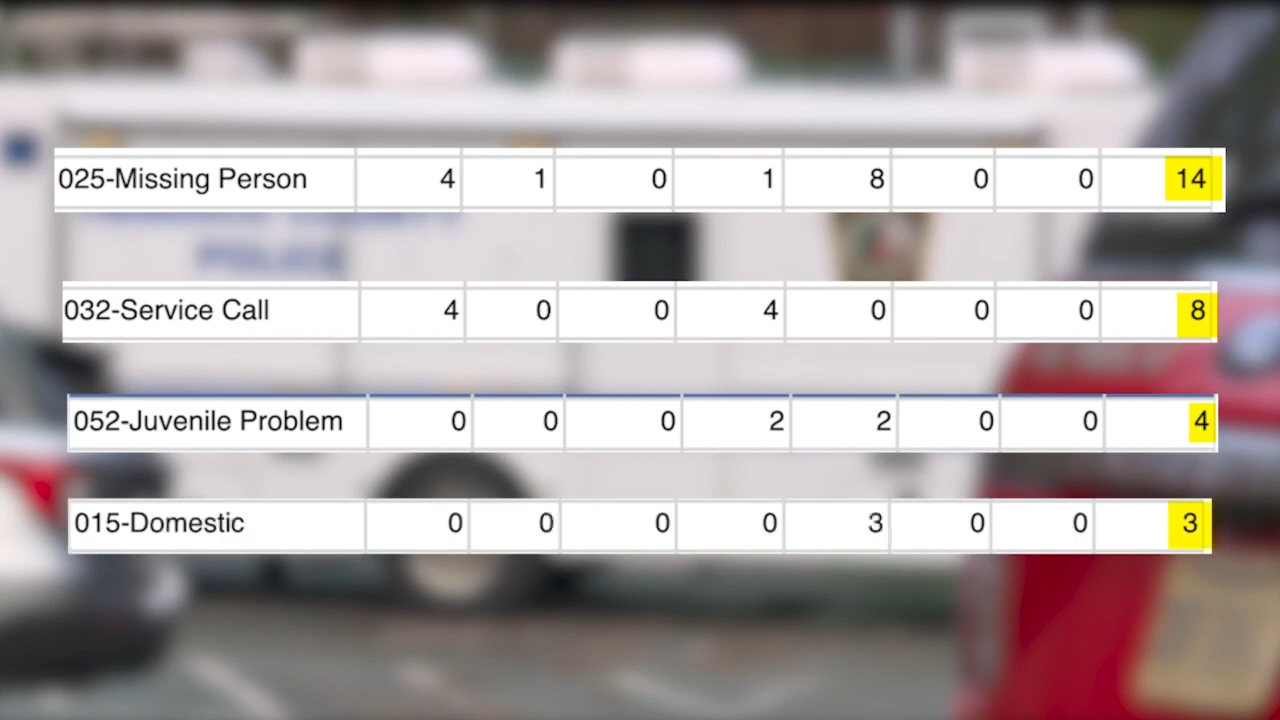 025-Missing Person 4 1 0 1 8 0 0 14
POLICE
032-Service Call 4 0 0 4 0 0 0 8
052-Juvenile Problem 0 0 0 2 2 0 0 4
015-Domestic 0 0 0 0 3 0 0 3